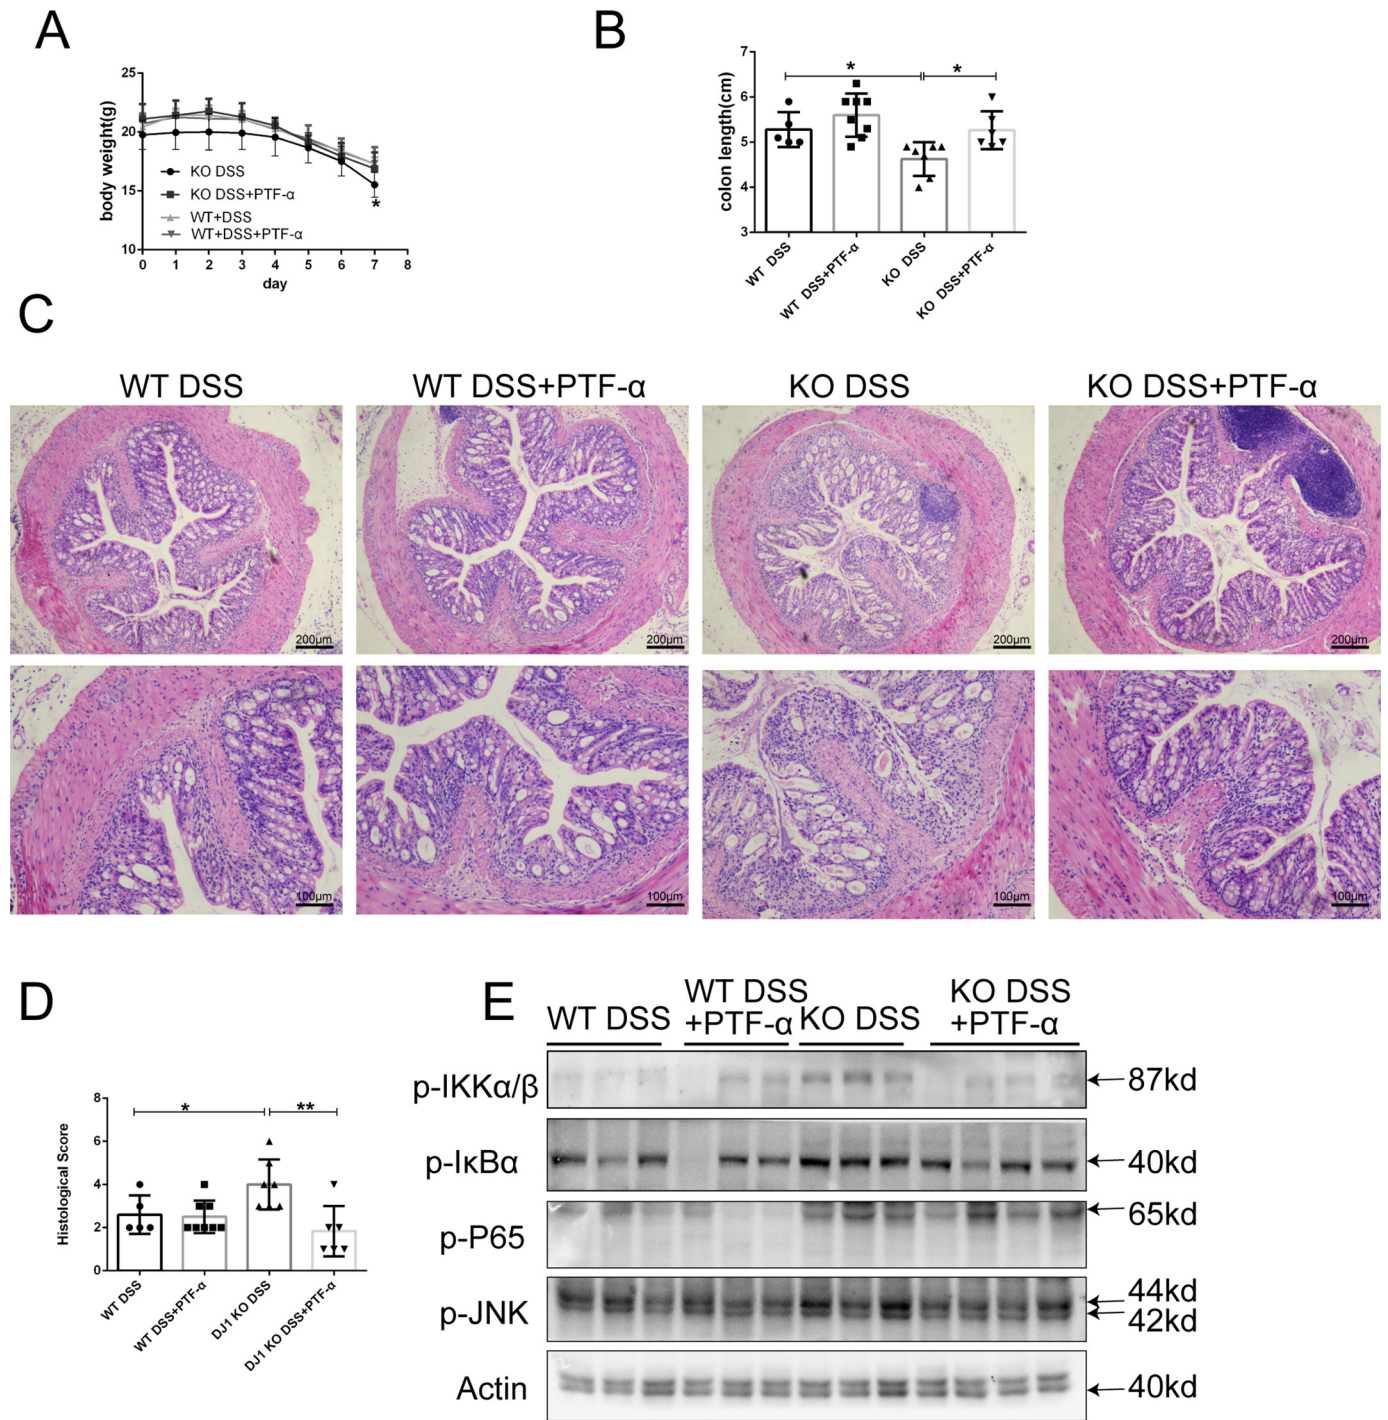 A
body weight(g)
25
20
15
10
KO DSS
KO DSS+PTF-α
WT+DSS
WT+DSS+PTF-α
*
0 1 2 3 4 5 6 7 8
day
B
colon length(cm)
7
6
5
4
3
* *
WT DSS
WT DSS+PTF-α
KO DSS
KO DSS+PTF-α
C
WT DSS
WT DSS+PTF-α
KO DSS
KO DSS+PTF-α
200μm
200μm
200μm
200μm
100μm
100μm
100μm
100μm
D
Histological Score
8
6
4
2
0
* **
WT DSS
WT DSS+PTF-α
DJ1 KO DSS
DJ1 KO DSS+PTF-α
E
WT DSS
WT DSS
+PTF-α
KO DSS
KO DSS
+PTF-α
p-IKKα/β
87kd
p-IκBα
40kd
p-P65
65kd
p-JNK
44kd
42kd
Actin
40kd